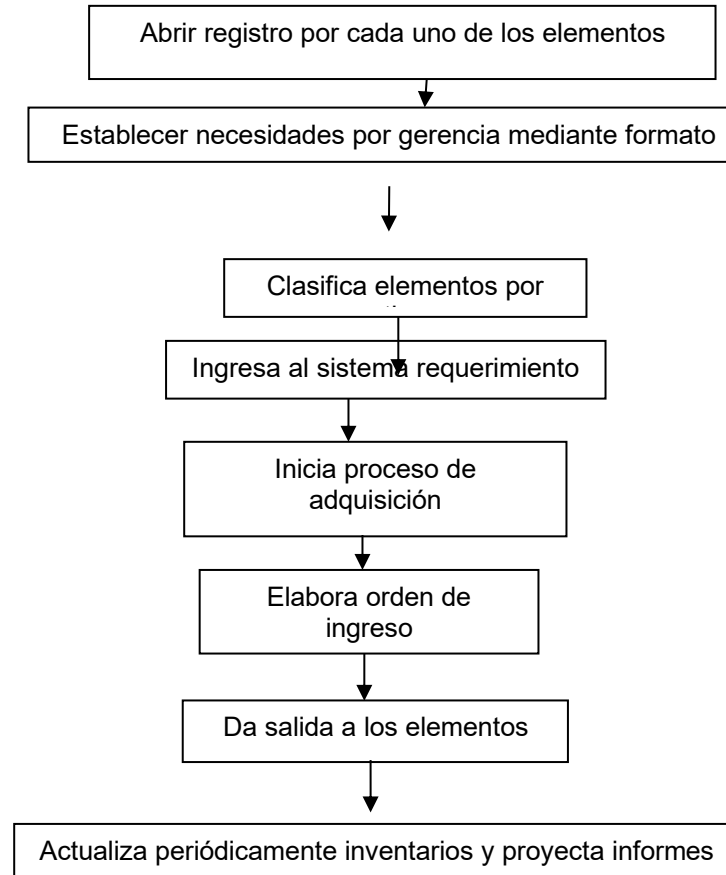 Abrir registro por cada uno de los elementos
Establecer necesidades por gerencia mediante formato
Clasifica elementos por
Ingresa al sistema requerimiento
Inicia proceso de
adquisición
Elabora orden de
ingreso
Da salida a los elementos
Actualiza periódicamente inventarios y proyecta informes